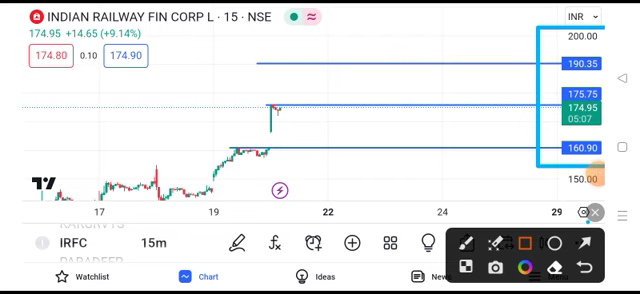 INDIAN RAILWAY FIN CORP L · 15 · NSE
INR
174.95 +14.65 (+9.14%)
174.80 0.10 174.90
200.00
190.35
175.75
174.95
05:07
160.90
150.00
17 19 22 24 29
IRFC 15m
Watchlist Chart Ideas News